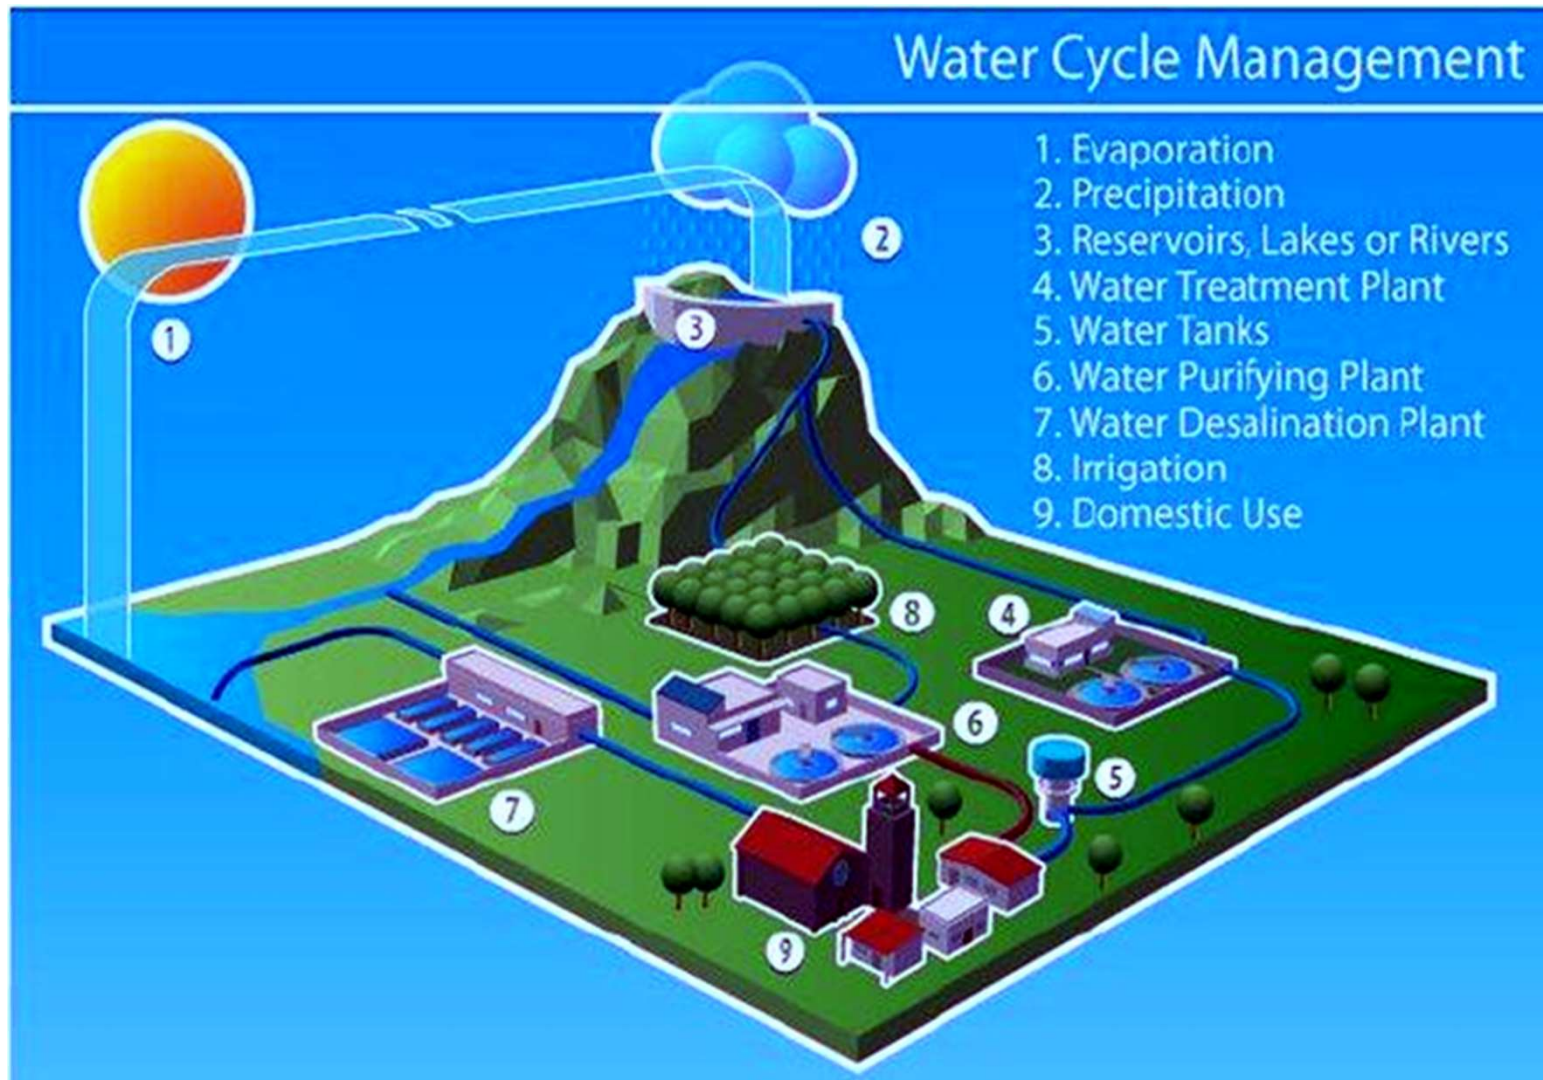 Water Cycle Management
1. Evaporation
2. Precipitation
3. Reservoirs, Lakes or Rivers
4. Water Treatment Plant
5. Water Tanks
6. Water Purifying Plant
7. Water Desalination Plant
8. Irrigation
9. Domestic Use
2
1
3
8
4
6
5
7
9